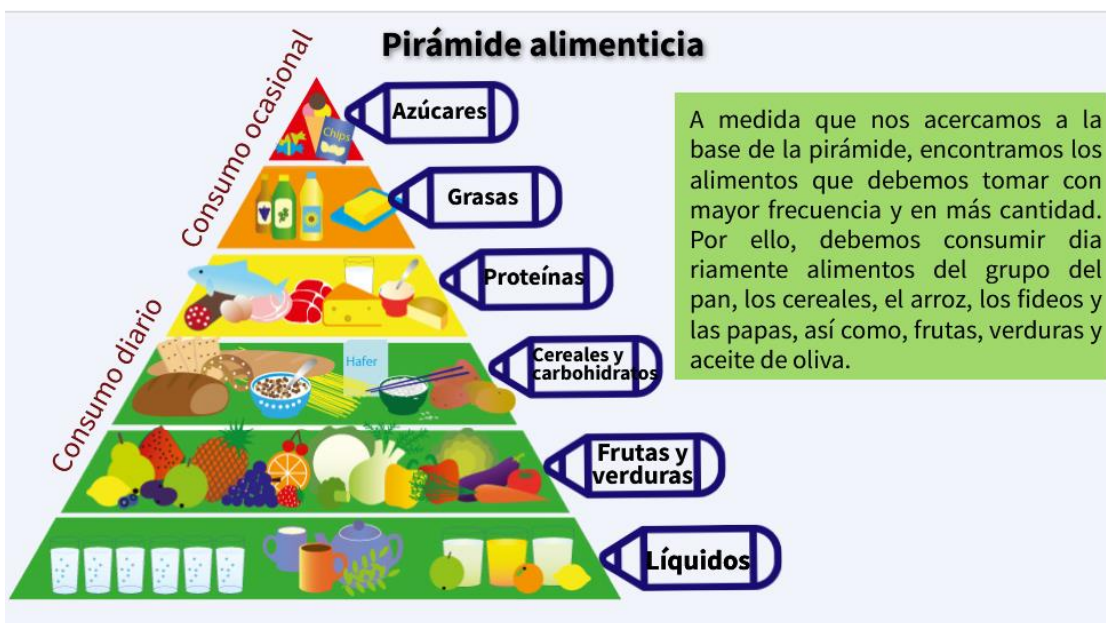 Pirámide alimenticia
Consumo ocasional
Consumo diario
Azúcares
Chips
Grasas
Proteínas
Cereales y
carbohidratos
Hafer
Frutas y
verduras
Líquidos
A medida que nos acercamos a la
base de la pirámide, encontramos los
alimentos que debemos tomar con
mayor frecuencia y en más cantidad.
Por ello, debemos consumir dia
riamente alimentos del grupo del
pan, los cereales, el arroz, los fideos y
las papas, así como, frutas, verduras y
aceite de oliva.